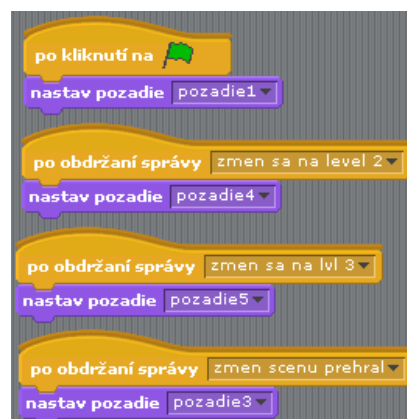 po kliknutí na
nastav pozadie pozadie1
po obdržaní správy zmen sa na level 2
nastav pozadie pozadie4
po obdržaní správy zmen sa na lvl 3
nastav pozadie pozadie5
po obdržaní správy zmen scenu prehral
nastav pozadie pozadie3